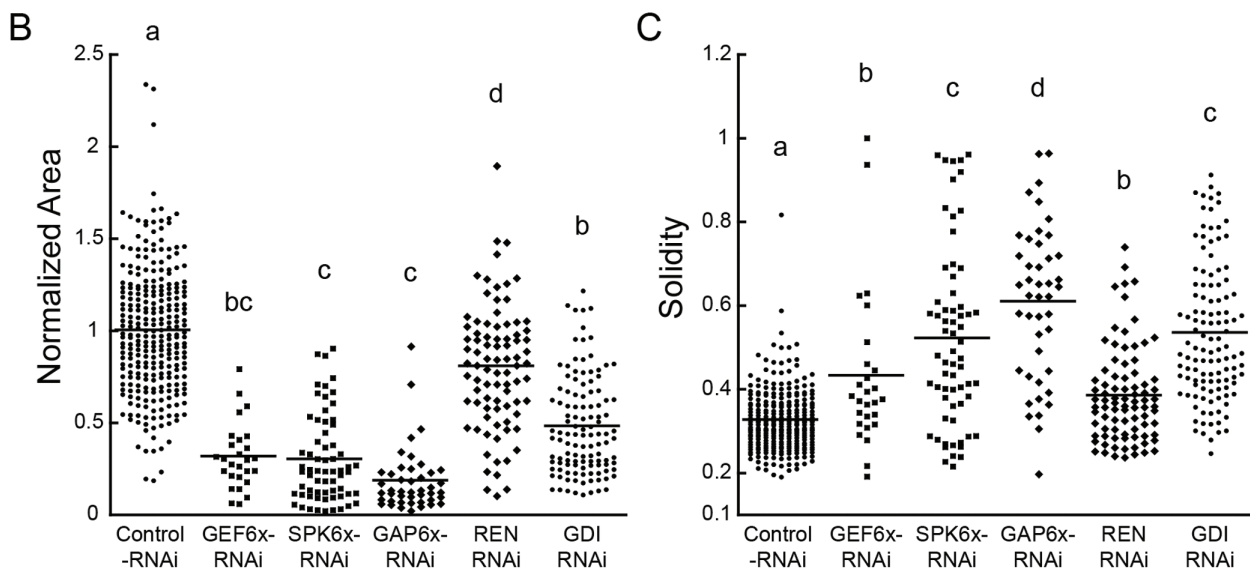 B
Normalized Area
2.5
2
1.5
1
0.5
0
a
bc
c
c
d
b
Control
-RNAi
GEF6x-
RNAi
SPK6x-
RNAi
GAP6x-
RNAi
REN
RNAi
GDI
RNAi
C
Solidity
1.2
1
0.8
0.6
0.4
0.2
0.1
a
b
c
d
b
c
Control
-RNAi
GEF6x-
RNAi
SPK6x-
RNAi
GAP6x-
RNAi
REN
RNAi
GDI
RNAi